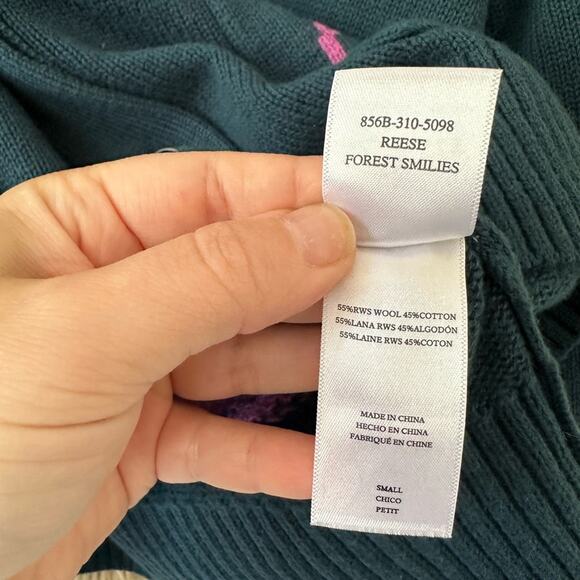 856B-310-5098
REESE
FOREST SMILIES
55%RWS WOOL 45%COTTON
55%LANA RWS 45%ALGODÓN
55%LAINE RWS 45%COTON
MADE IN CHINA
HECHO EN CHINA
FABRIQUÉ EN CHINE
SMALL
CHICO
PETIT